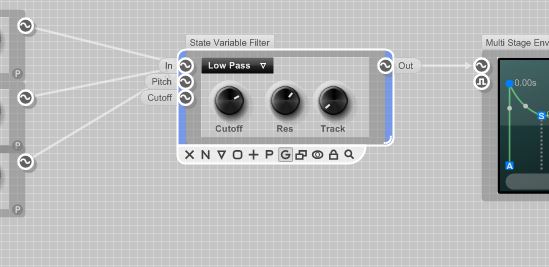 State Variable Filter
Multi Stage Env
In
Low Pass
Out
Pitch
Cutoff
0.00s
P
Cutoff
Res
Track
S
P
X N P G
A
P